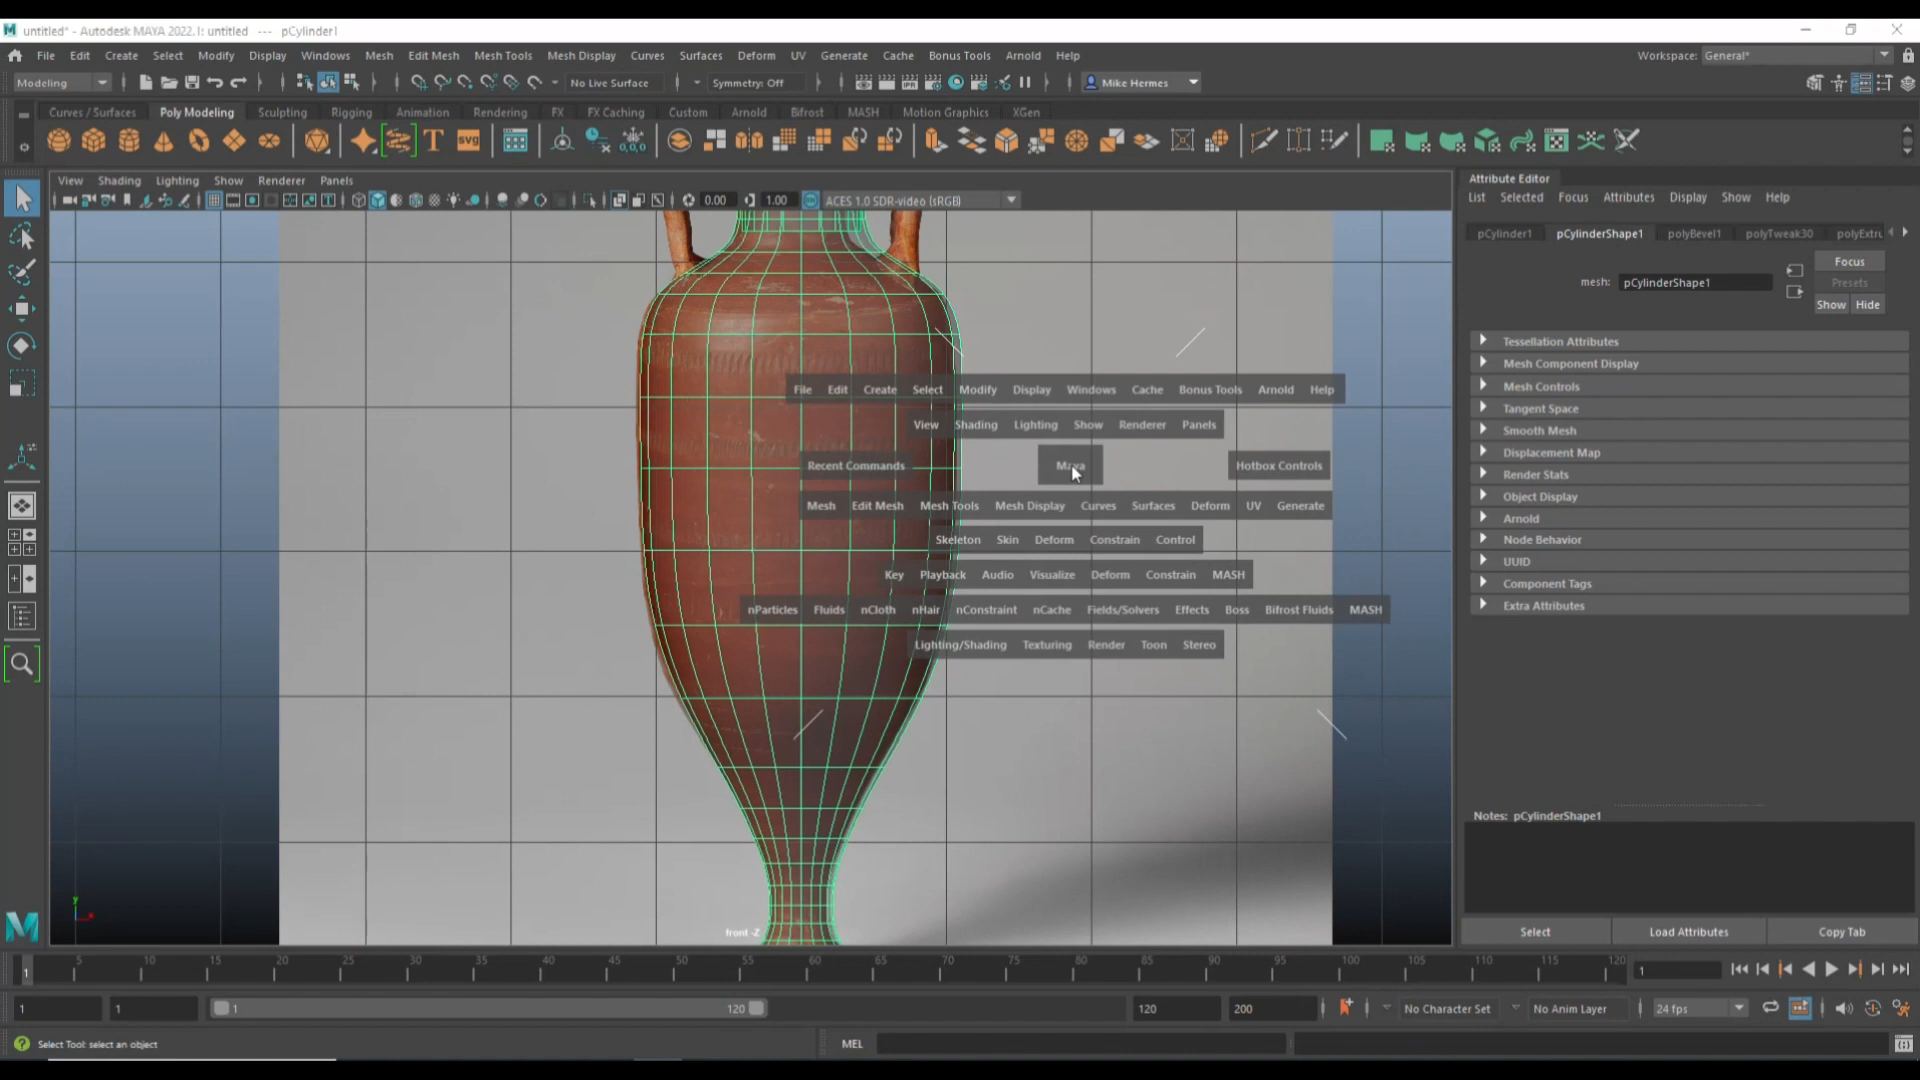 untitled* - Autodesk MAYA 2022.1: untitled --- pCylinder1
File Edit Create Select Modify Display Windows Mesh Edit Mesh Mesh Tools Mesh Display Curves Surfaces Deform UV Generate Cache Bonus Tools Arnold Help
Workspace: General*
Modeling
No Live Surface
Symmetry: Off
Mike Hermes
Curves / Surfaces Poly Modeling Sculpting Rigging Animation Rendering FX FX Caching Custom Arnold Bifrost MASH Motion Graphics XGen
T SVG 0,0,0
View Shading Lighting Show Renderer Panels
0.00 1.00 ACES 1.0 SDR-video (sRGB)
Attribute Editor
List Selected Focus Attributes Display Show Help
pCylinder1 pCylinderShape1 polyBevel1 polyTweak30 polyExtru
Focus
mesh: pCylinderShape1
Presets
Show Hide
Tessellation Attributes
Mesh Component Display
Mesh Controls
Tangent Space
Smooth Mesh
Displacement Map
Render Stats
Object Display
Arnold
Node Behavior
UUID
Component Tags
Extra Attributes
File Edit Create Select Modify Display Windows Cache Bonus Tools Arnold Help
View Shading Lighting Show Renderer Panels
Recent Commands Maya Hotbox Controls
Mesh Edit Mesh Mesh Tools Mesh Display Curves Surfaces Deform UV Generate
Skeleton Skin Deform Constrain Control
Key Playback Audio Visualize Deform Constrain MASH
nParticles Fluids nCloth nHair nConstraint nCache Fields/Solvers Effects Boss Bifrost Fluids MASH
Lighting/Shading Texturing Render Toon Stereo
Notes: pCylinderShape1
front -Z
Select Load Attributes Copy Tab
1 5 10 15 20 25 30 35 40 45 50 55 60 65 70 75 80 85 90 95 100 105 110 115 120 1
1 1 1 120 120 200 No Character Set No Anim Layer 24 fps
Select Tool: select an object
MEL